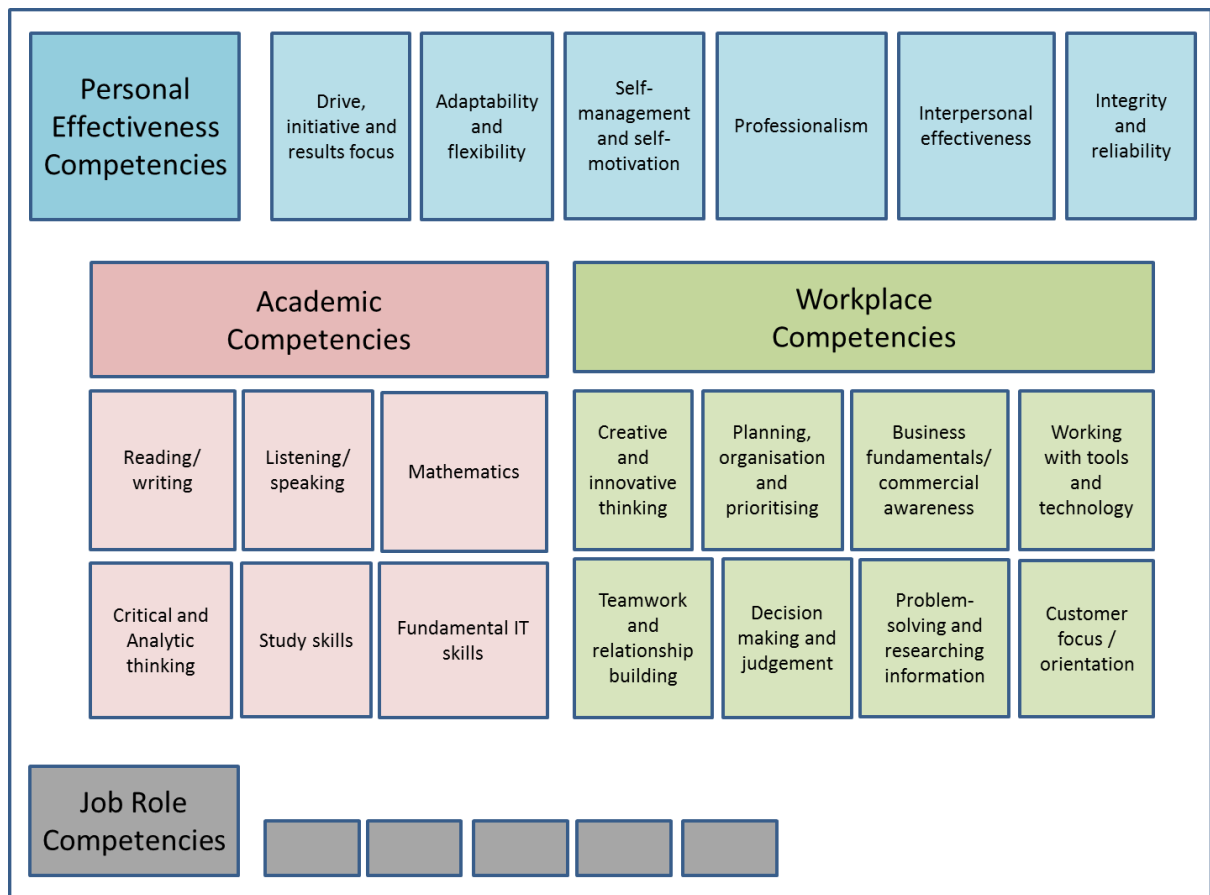 Personal
Effectiveness
Competencies
Drive,
initiative and
results focus
Adaptability
and
flexibility
Self-
management
and self-
motivation
Professionalism
Interpersonal
effectiveness
Integrity
and
reliability
Academic
Competencies
Workplace
Competencies
Reading/
writing
Listening/
speaking
Mathematics
Creative
and
innovative
thinking
Planning,
organisation
and
prioritising
Business
fundamentals/
commercial
awareness
Working
with tools
and
technology
Critical and
Analytic
thinking
Study skills
Fundamental IT
skills
Teamwork
and
relationship
building
Decision
making and
judgement
Problem-
solving and
researching
information
Customer
focus /
orientation
Job Role
Competencies